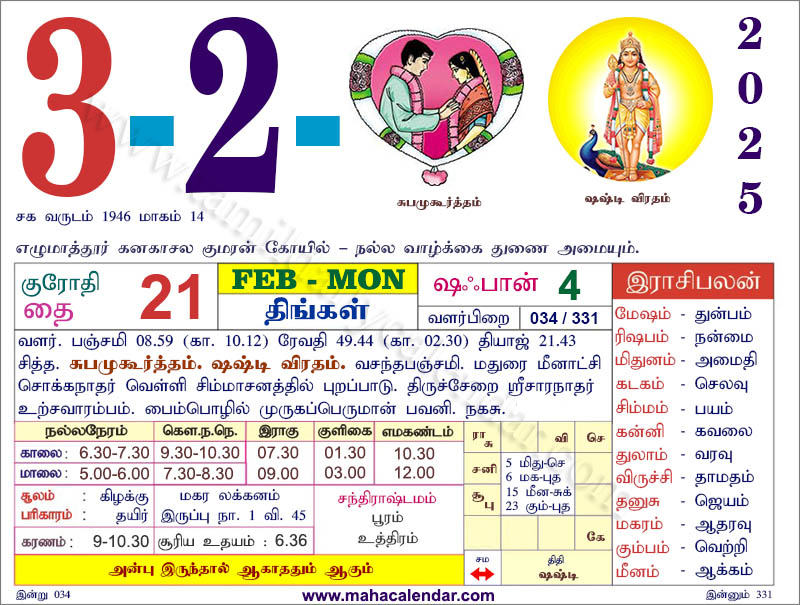 3-2-
2025
சுபமுகூர்த்தம்
ஷஷ்டி விரதம்
சக வருடம் 1946 மாகம் 14
எழுமாத்தூர் கனகாசல குமரன் கோயில் – நல்ல வாழ்க்கை துணை அமையும்.
குரோதி
தை
21
FEB - MON
திங்கள்
ஷஃபான் 4
வளர்பிறை 034 / 331
வளர். பஞ்சமி 08.59 (கா. 10.12) ரேவதி 49.44 (கா. 02.30) தியாஜ் 21.43
சித்த. சுபமுகூர்த்தம். ஷஷ்டி விரதம். வசந்தபஞ்சமி. மதுரை மீனாட்சி
சொக்கநாதர் வெள்ளி சிம்மாசனத்தில் புறப்பாடு. திருச்சேறை ஸ்ரீசாரநாதர்
உற்சவாரம்பம். பைம்பொழில் முருகப்பெருமான் பவனி. நகசு.
இராசிபலன்
மேஷம் - துன்பம்
ரிஷபம் - நன்மை
மிதுனம் - அமைதி
கடகம் - செலவு
சிம்மம் - பயம்
கன்னி - கவலை
துலாம் - வரவு
விருச்சி - தாமதம்
தனுசு - ஜெயம்
மகரம் - ஆதரவு
கும்பம் - வெற்றி
மீனம் - ஆக்கம்
நல்லநேரம் கௌ.ந.நெ. இராகு குளிகை எமகண்டம்
காலை: 6.30-7.30 9.30-10.30 07.30 01.30 10.30
மாலை: 5.00-6.00 7.30-8.30 09.00 03.00 12.00
சூலம் : கிழக்கு
பரிகாரம் : தயிர்
மகர லக்கனம்
இருப்பு நா. 1 வி. 45
கரணம்: 9-10.30 சூரிய உதயம் : 6.36
சந்திராஷ்டமம்
பூரம்
உத்திரம்
ரா சு
வி
செ
சனி
சூ பு
5 மிது-செ
6 மக-புத
15 மீன-சுக்
23 கும்-புத
கே
அன்பு இருந்தால் ஆகாததும் ஆகும்
சம
திதி
ஷஷ்டி
இன்று 034
www.mahacalendar.com
இன்னும் 331